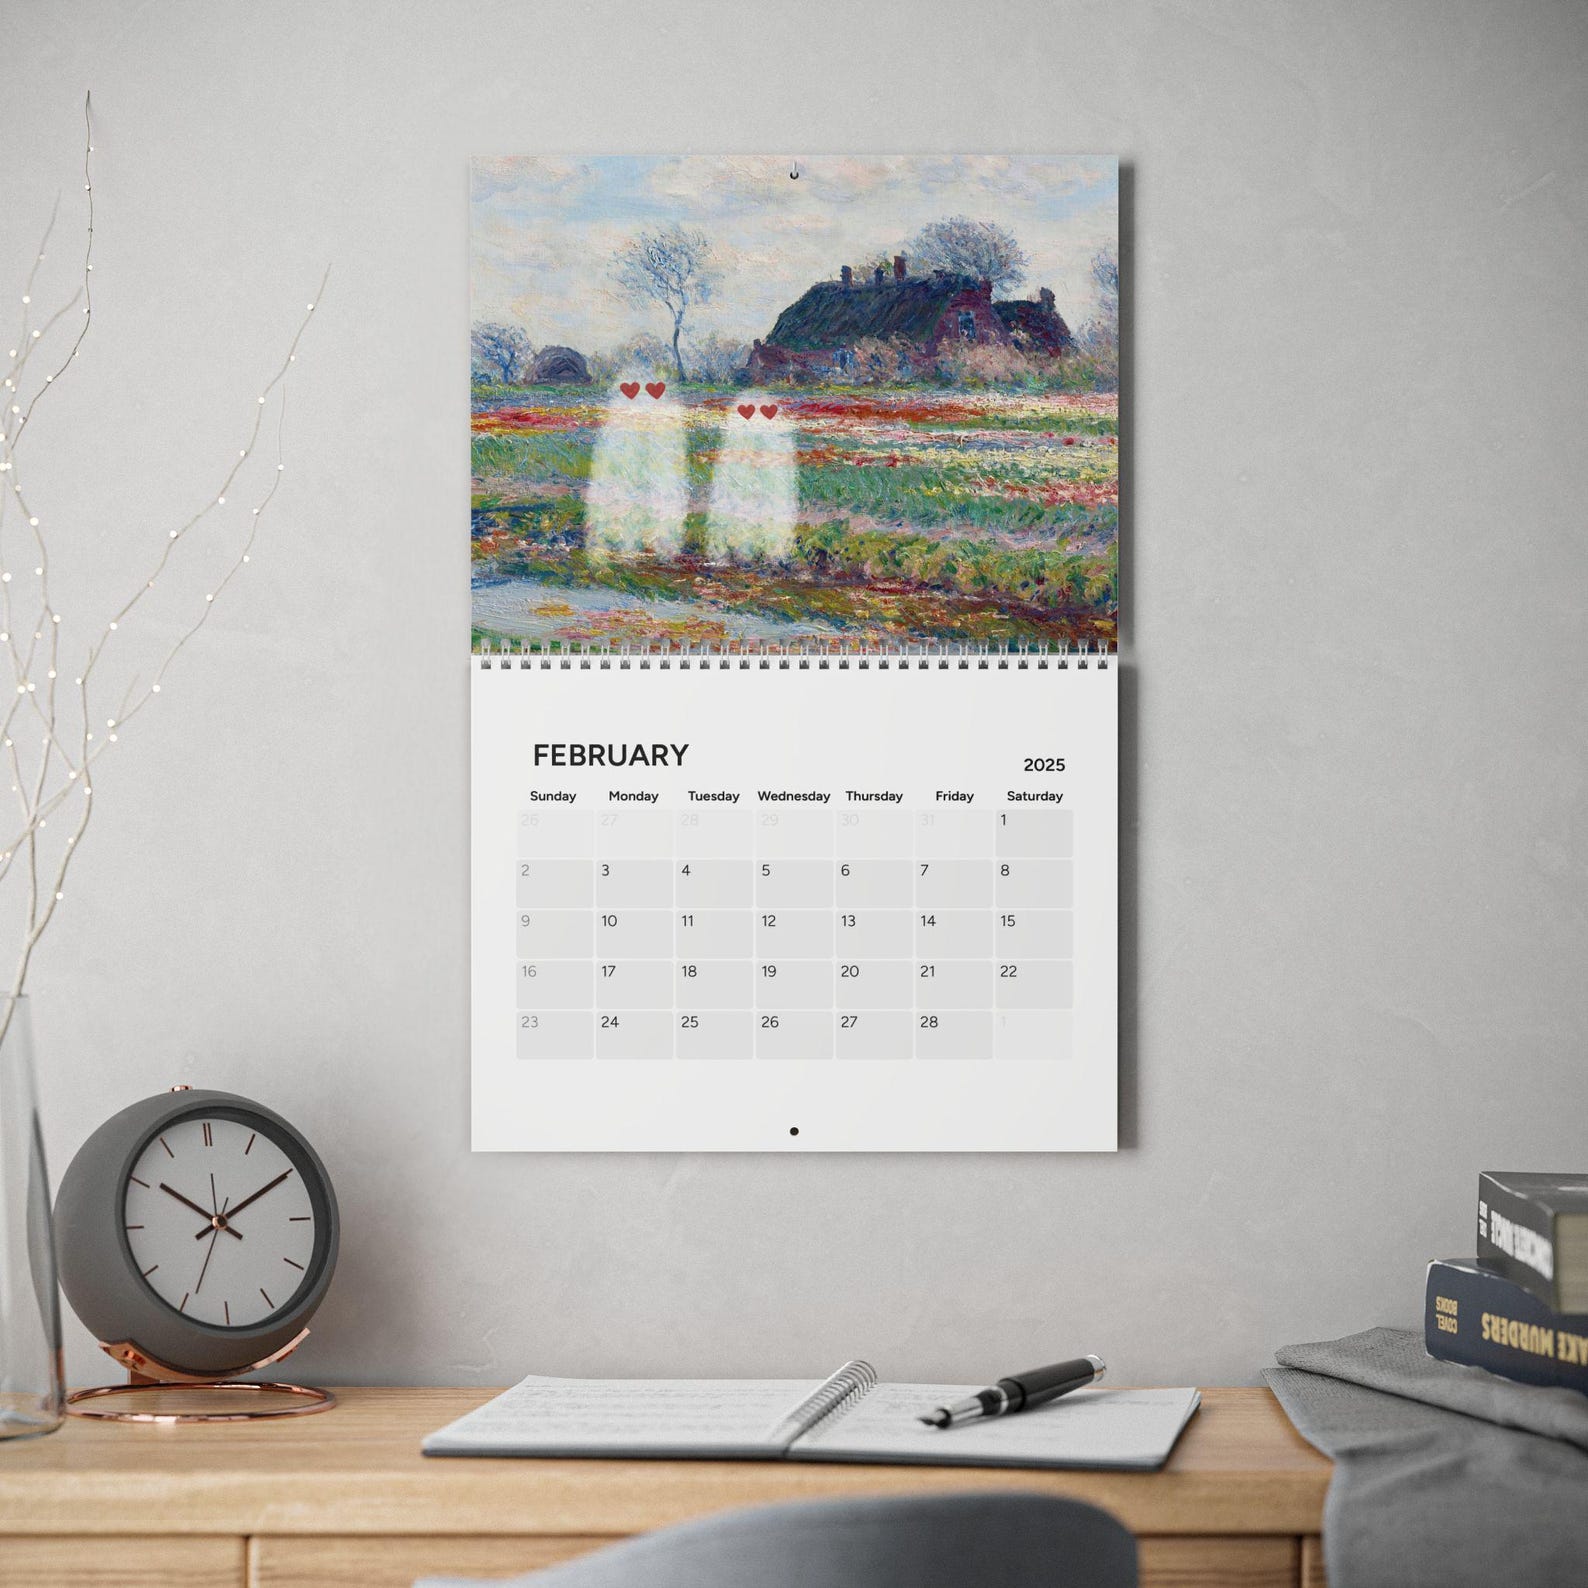 FEBRUARY
2025
Sunday Monday Tuesday Wednesday Thursday Friday Saturday
26 27 28 29 30 31 1
2 3 4 5 6 7 8
9 10 11 12 13 14 15
16 17 18 19 20 21 22
23 24 25 26 27 28 1
COVEL
BOOKS
AKE MURDERS